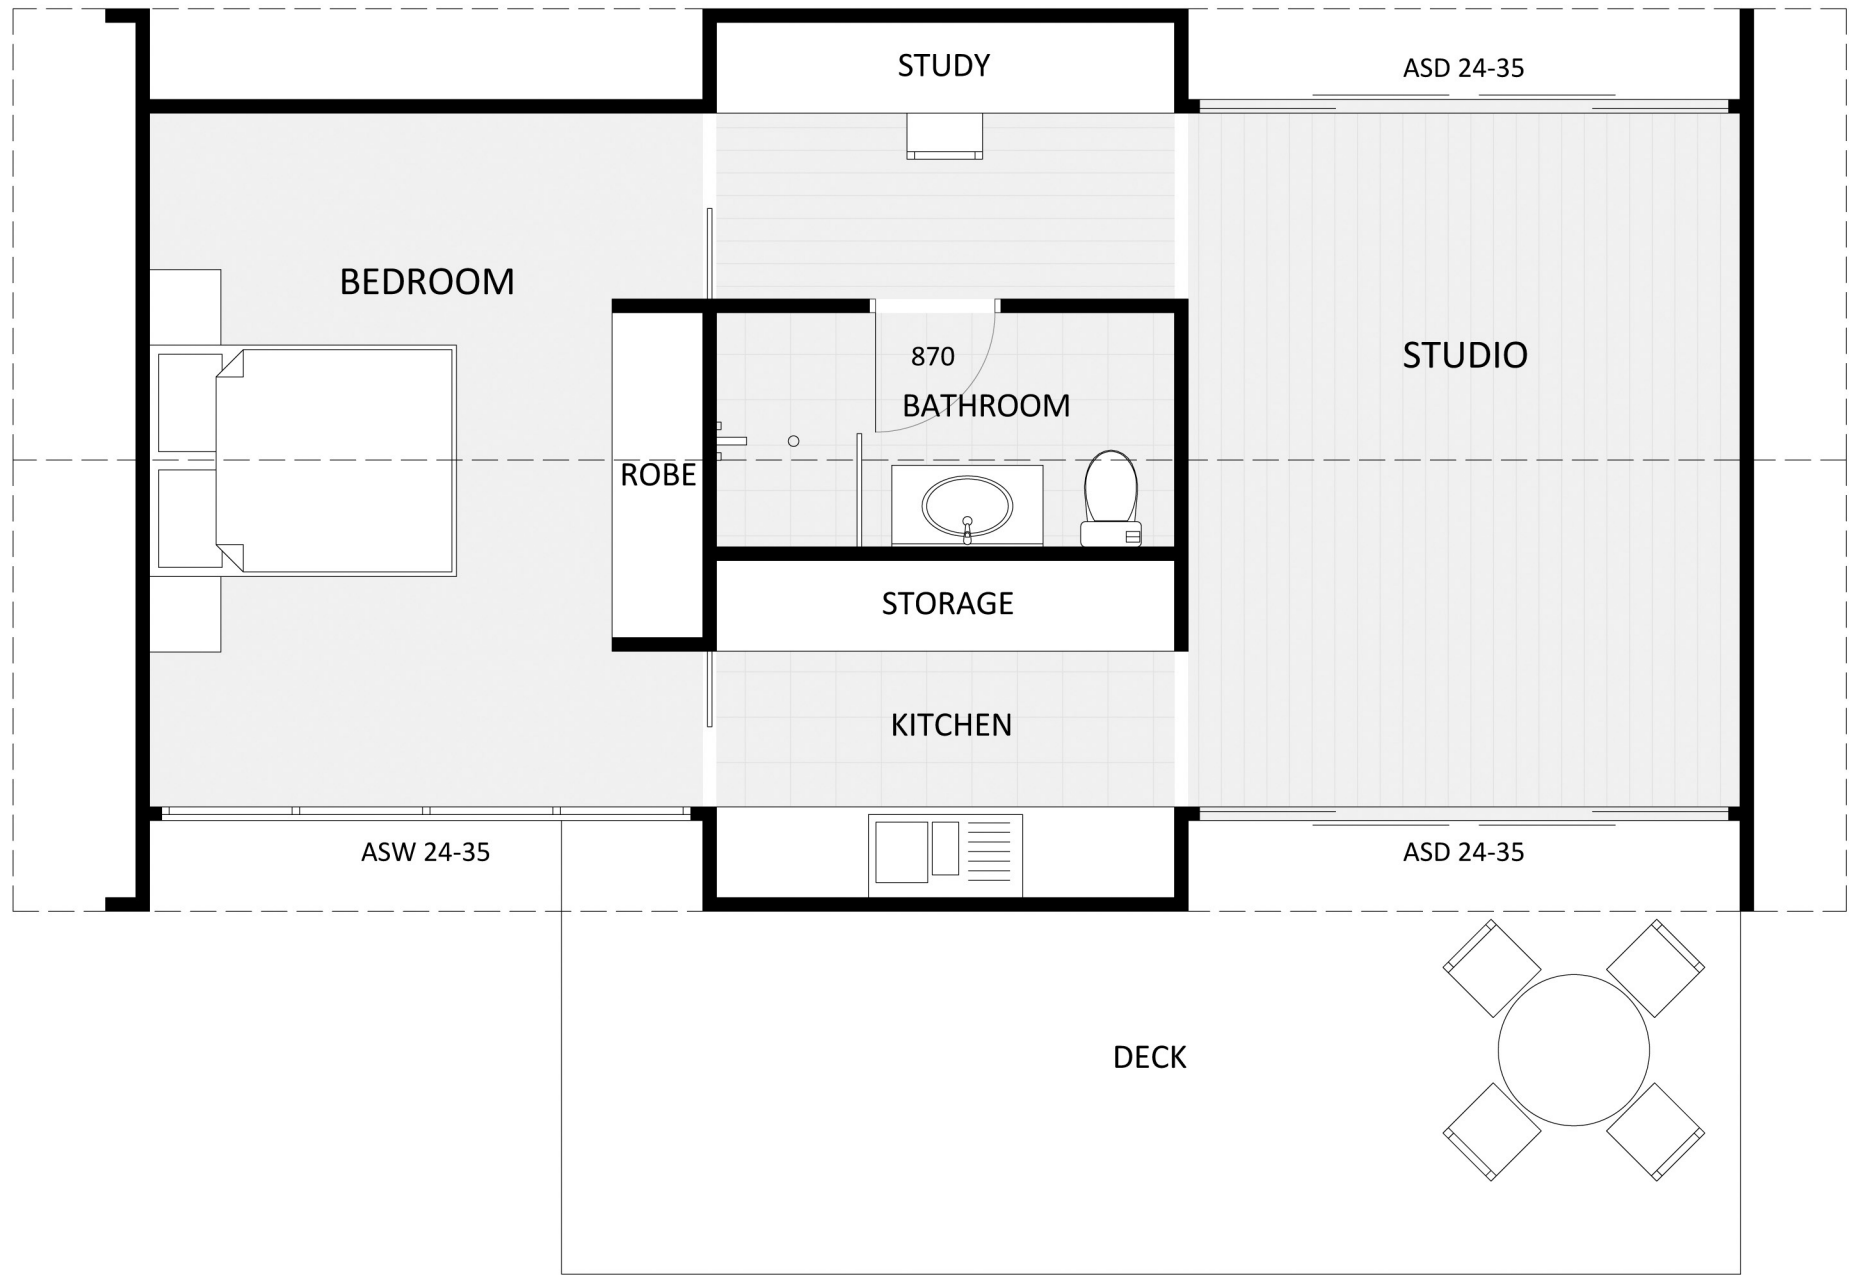 STUDY
ASD 24-35
BEDROOM
STUDIO
870
BATHROOM
ROBE
STORAGE
KITCHEN
ASW 24-35
ASD 24-35
DECK